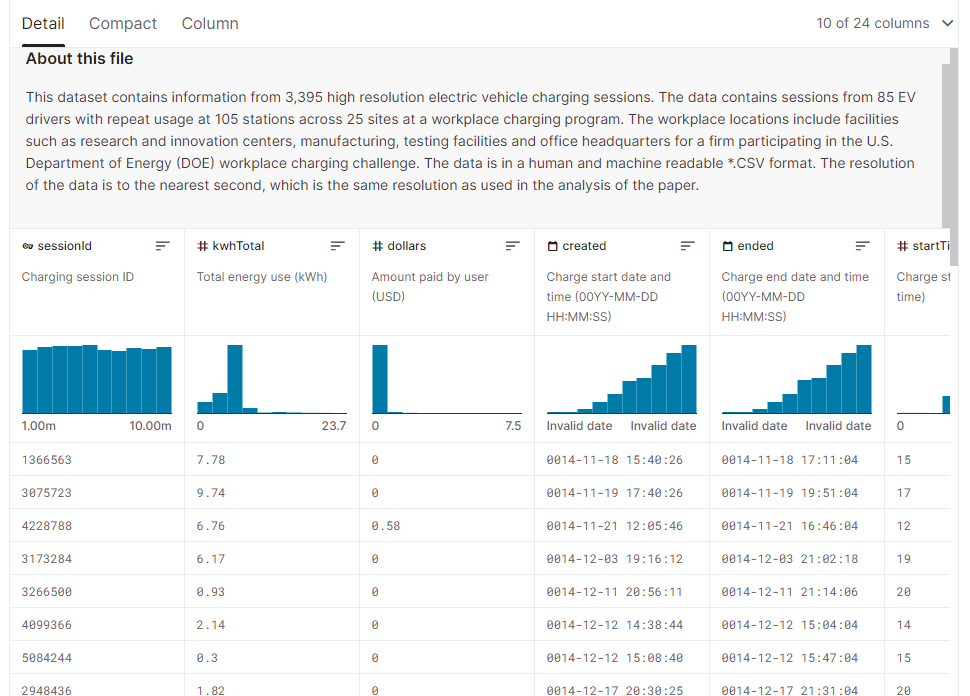 Detail Compact Column 10 of 24 columns
About this file
This dataset contains information from 3,395 high resolution electric vehicle charging sessions. The data contains sessions from 85 EV
drivers with repeat usage at 105 stations across 25 sites at a workplace charging program. The workplace locations include facilities
such as research and innovation centers, manufacturing, testing facilities and office headquarters for a firm participating in the U.S.
Department of Energy (DOE) workplace charging challenge. The data is in a human and machine readable *.CSV format. The resolution
of the data is to the nearest second, which is the same resolution as used in the analysis of the paper.
sessionId # kwhTotal # dollars created ended # startTi
Charging session ID Total energy use (kWh) Amount paid by user Charge start date and Charge end date and time Charge st
(USD) time (00YY-MM-DD (00YY-MM-DD time)
HH:MM:SS) HH:MM:SS)
1.00m 10.00m 0 23.7 0 7.5 Invalid date Invalid date Invalid date Invalid date 0
1366563 7.78 0 0014-11-18 15:40:26 0014-11-18 17:11:04 15
3075723 9.74 0 0014-11-19 17:40:26 0014-11-19 19:51:04 17
4228788 6.76 0.58 0014-11-21 12:05:46 0014-11-21 16:46:04 12
3173284 6.17 0 0014-12-03 19:16:12 0014-12-03 21:02:18 19
3266500 0.93 0 0014-12-11 20:56:11 0014-12-11 21:14:06 20
4099366 2.14 0 0014-12-12 14:38:44 0014-12-12 15:04:04 14
5084244 0.3 0 0014-12-12 15:08:40 0014-12-12 15:47:04 15
2948436 1.82 0 0014-12-17 20:30:25 0014-12-17 21:31:04 20